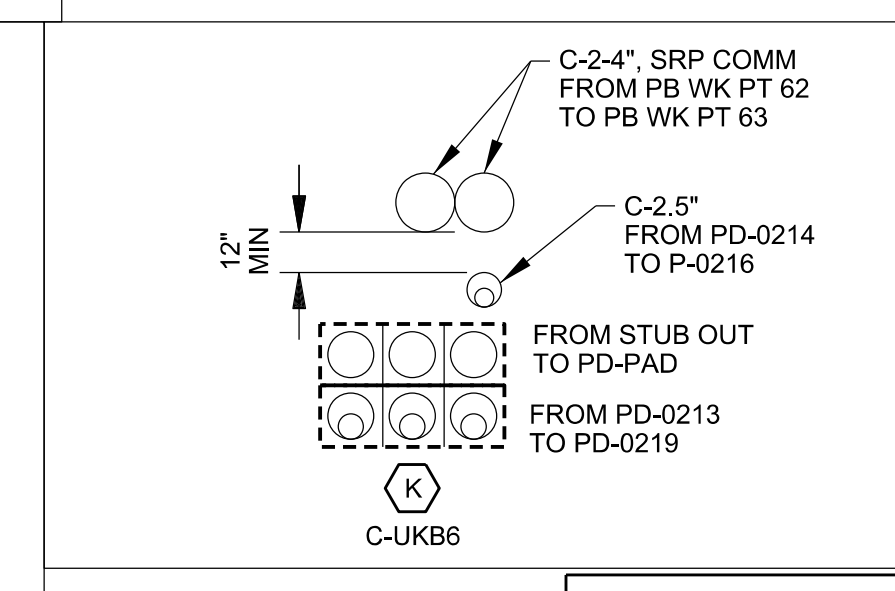 C-2-4", SRP COMM
FROM PB WK PT 62
TO PB WK PT 63
C-2.5"
FROM PD-0214
TO P-0216
12"
MIN
FROM STUB OUT
TO PD-PAD
FROM PD-0213
TO PD-0219
K
C-UKB6